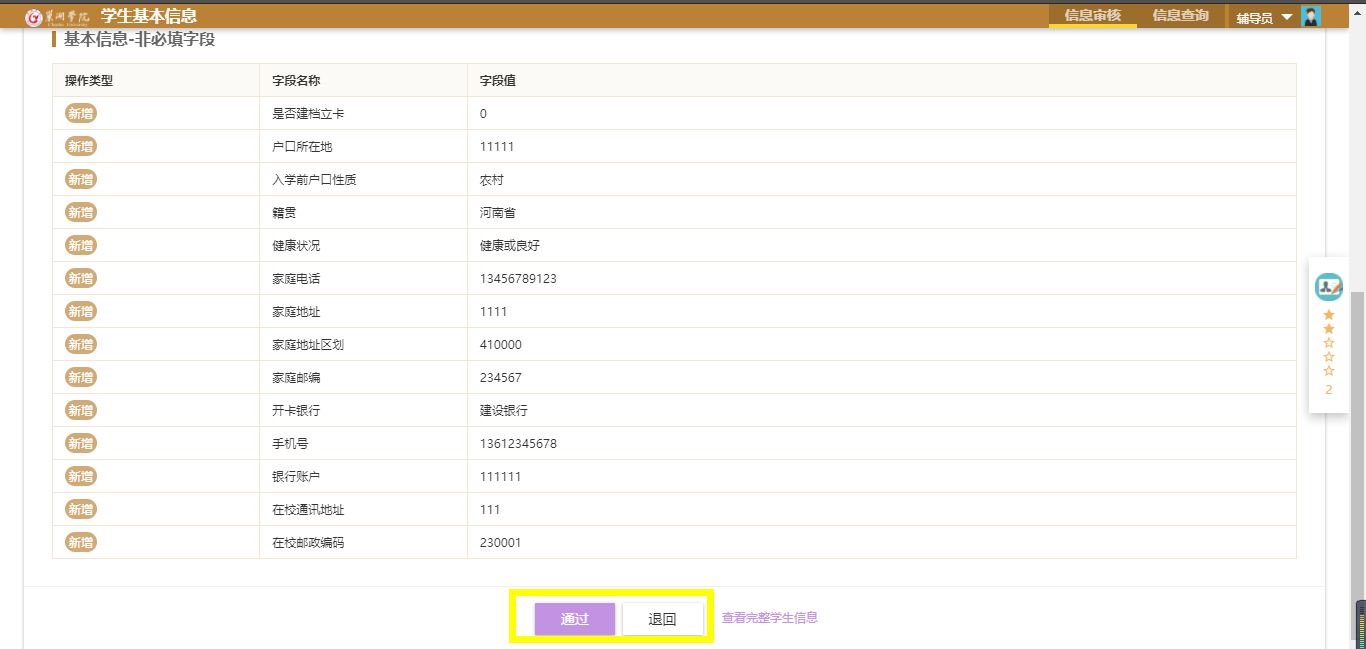 巢湖学院 学生基本信息 信息审核 信息查询 辅导员
Chaohu University
基本信息-非必填字段
操作类型 字段名称 字段值
新增 是否建档立卡 0
新增 户口所在地 11111
新增 入学前户口性质 农村
新增 籍贯 河南省
新增 健康状况 健康或良好
新增 家庭电话 13456789123
新增 家庭地址 1111
新增 家庭地址区划 410000
新增 家庭邮编 234567
新增 开卡银行 建设银行
新增 手机号 13612345678
新增 银行账户 111111
新增 在校通讯地址 111
新增 在校邮政编码 230001
2
通过 退回 查看完整学生信息